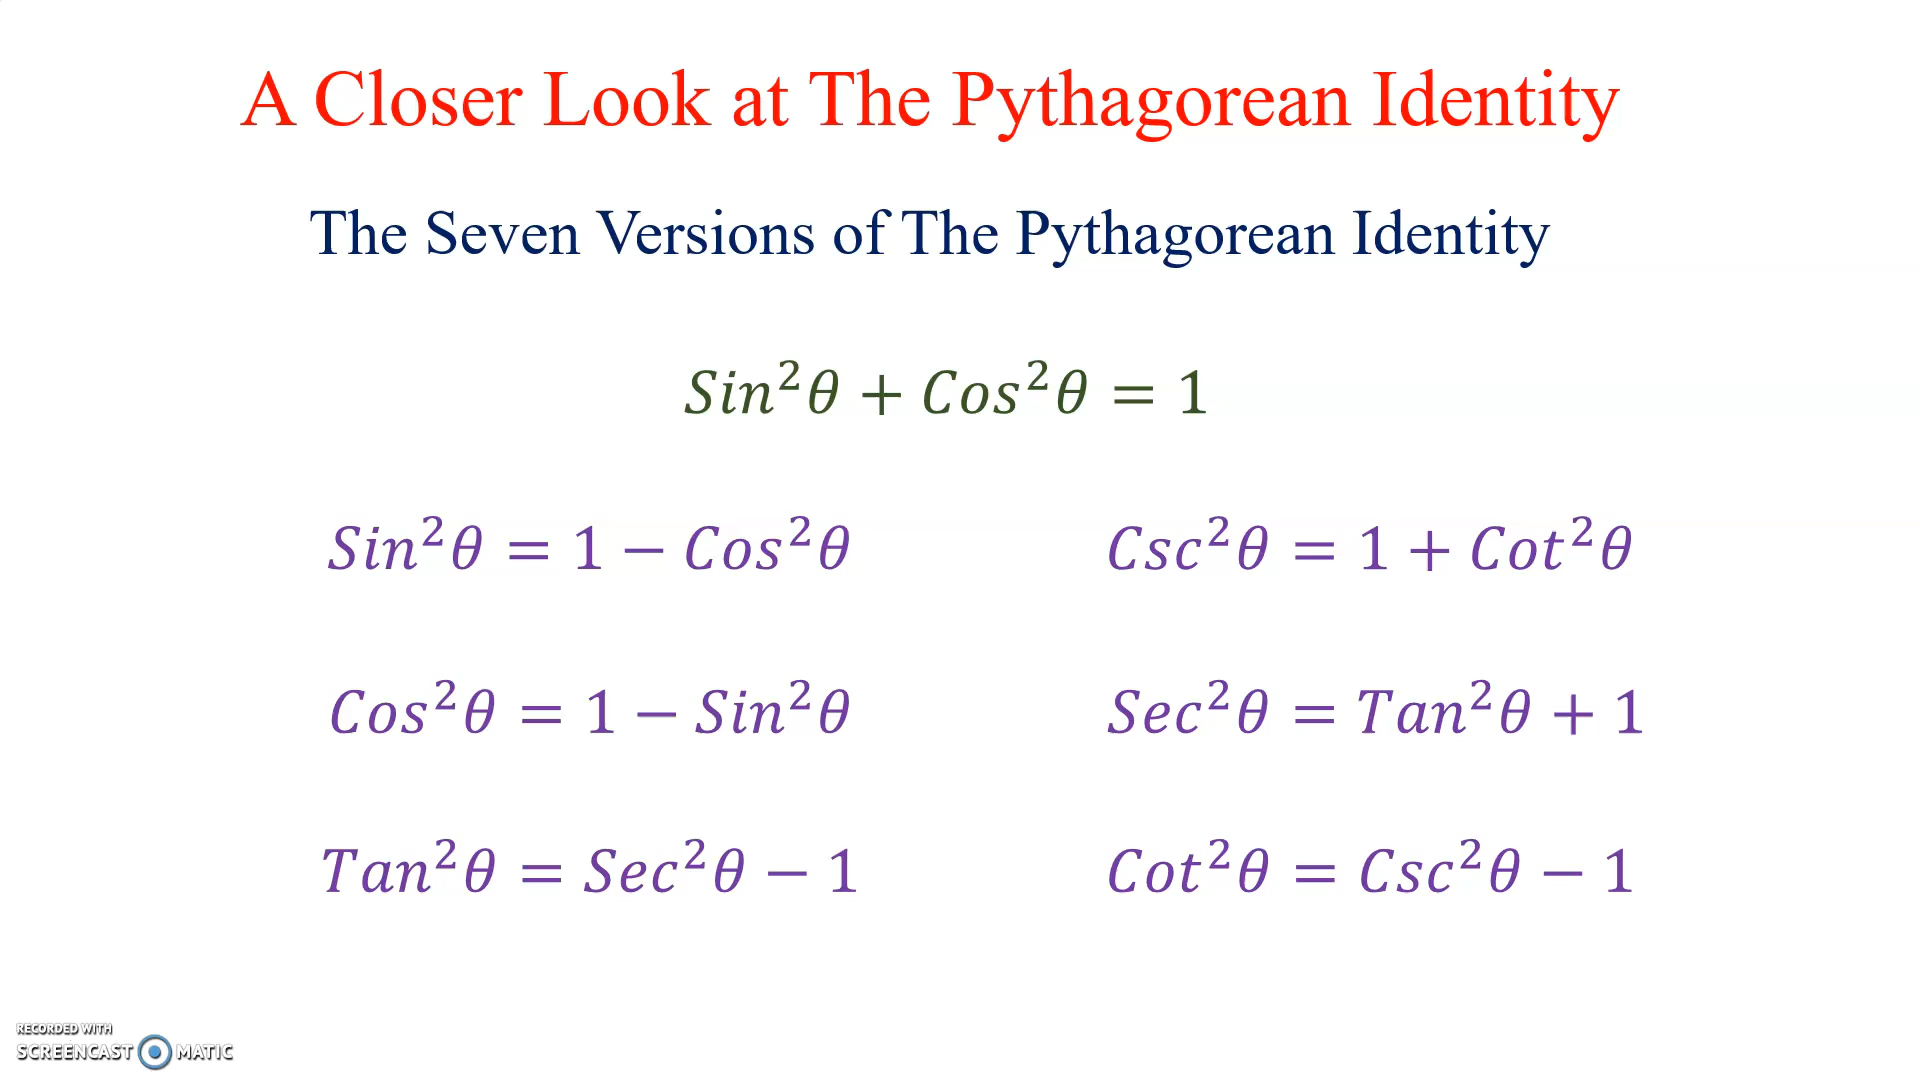 A Closer Look at The Pythagorean Identity
The Seven Versions of The Pythagorean Identity
Sin²θ + Cos²θ = 1
Sin²θ = 1 − Cos²θ
Csc²θ = 1 + Cot²θ
Cos²θ = 1 − Sin²θ
Sec²θ = Tan²θ + 1
Tan²θ = Sec²θ − 1
Cot²θ = Csc²θ − 1
RECORDED WITH
SCREENCAST MATIC